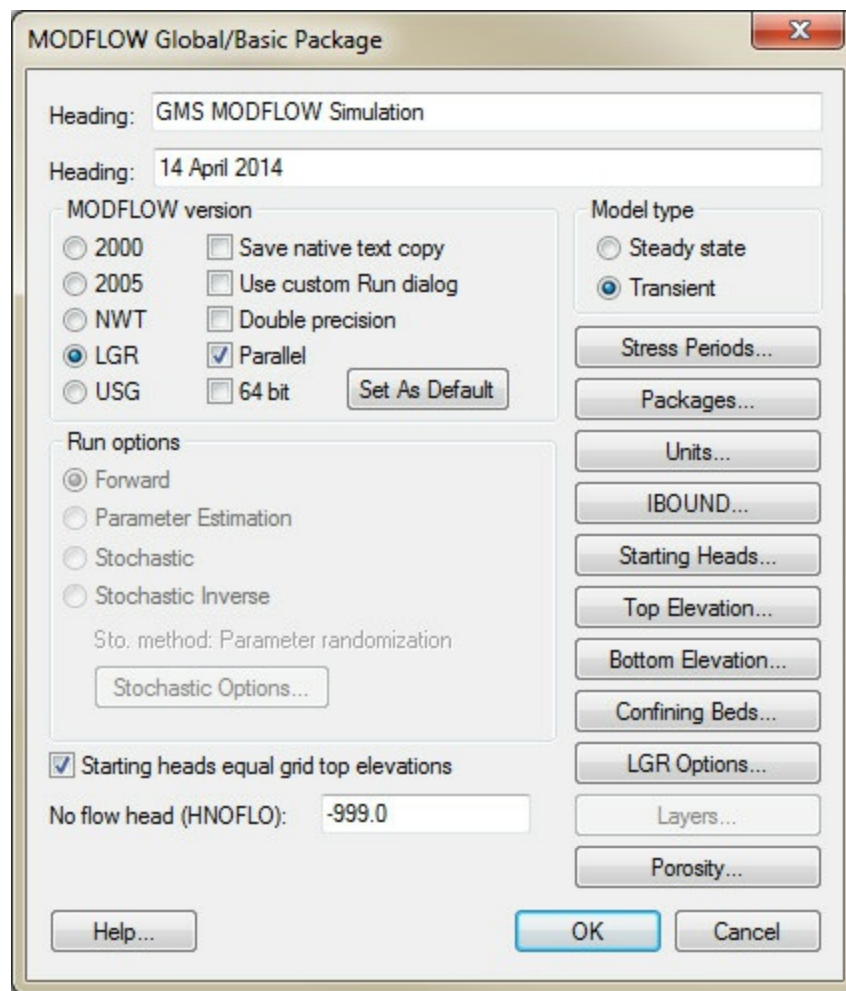 MODFLOW Global/Basic Package
Heading: GMS MODFLOW Simulation
Heading: 14 April 2014
MODFLOW version
2000 Save native text copy
2005 Use custom Run dialog
NWT Double precision
LGR Parallel
USG 64 bit Set As Default
Model type
Steady state
Transient
Run options
Forward
Parameter Estimation
Stochastic
Stochastic Inverse
Sto. method: Parameter randomization
Stochastic Options...
Starting heads equal grid top elevations
No flow head (HNOFLO): -999.0
Stress Periods...
Packages...
Units...
IBOUND...
Starting Heads...
Top Elevation...
Bottom Elevation...
Confining Beds...
LGR Options...
Layers...
Porosity...
Help... OK Cancel